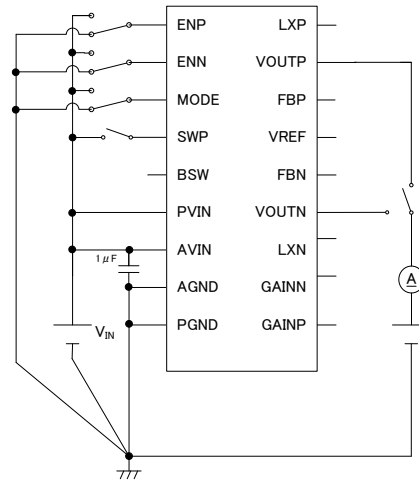 ENP LXP
ENN VOUTP
MODE FBP
SWP VREF
BSW FBN
PVIN VOUTN
AVIN LXN
1μF
AGND GAINN
PGND GAINP
VIN
A